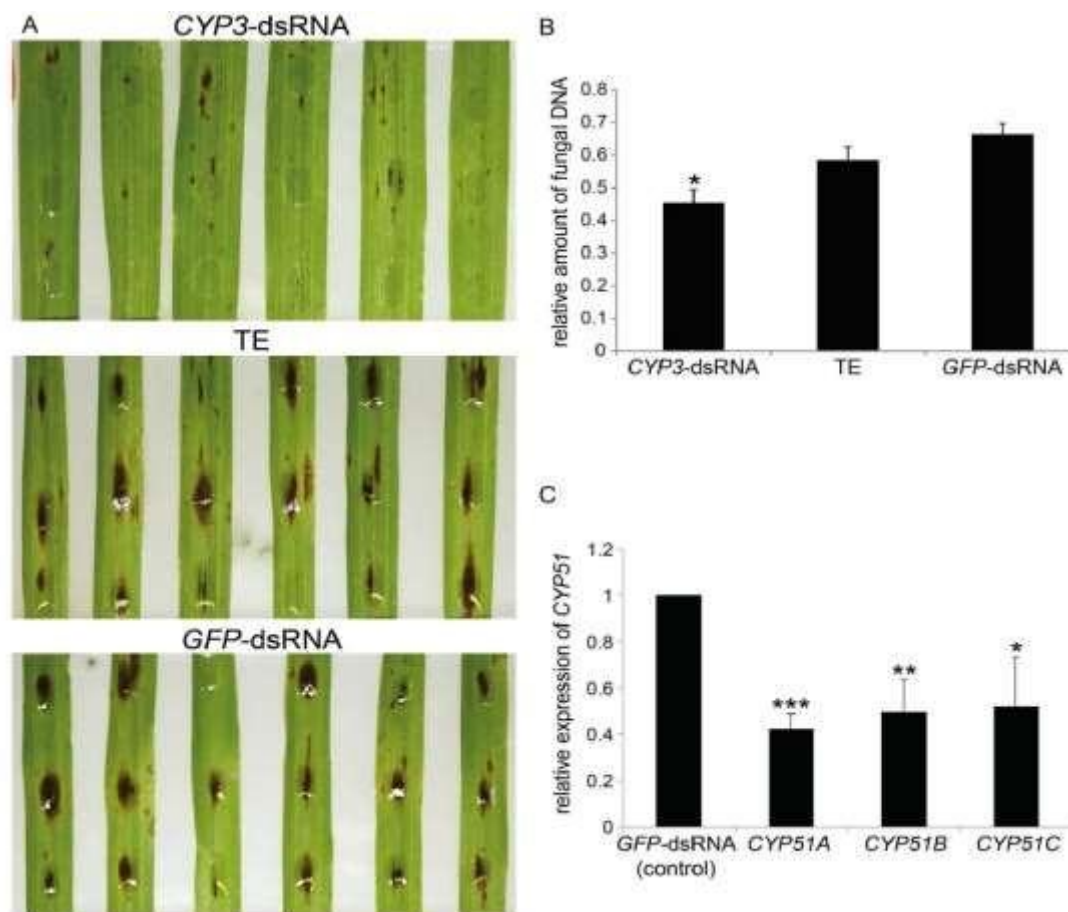 A
CYP3-dsRNA
TE
GFP-dsRNA
B
relative amount of fungal DNA
0.8
0.7
0.6
0.5
0.4
0.3
0.2
0.1
0
*
CYP3-dsRNA TE GFP-dsRNA
C
relative expression of CYP51
1.2
1
0.8
0.6
0.4
0.2
0
***
**
*
GFP-dsRNA CYP51A CYP51B CYP51C
(control)